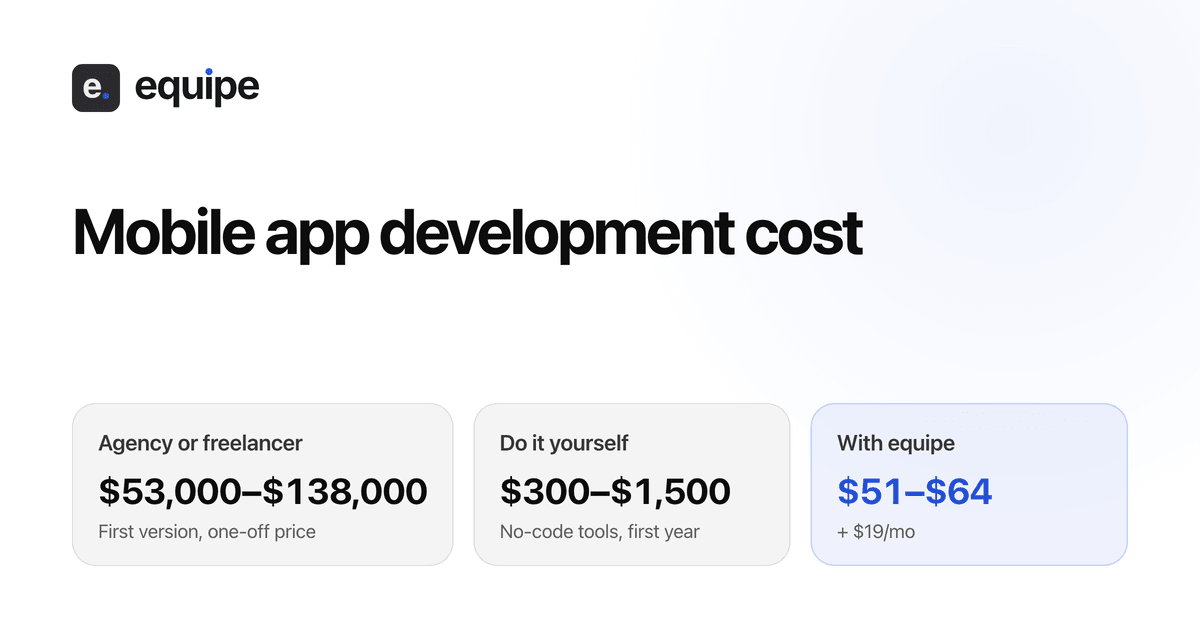 e. equipe
Mobile app development cost
Agency or freelancer
$53,000–$138,000
First version, one-off price
Do it yourself
$300–$1,500
No-code tools, first year
With equipe
$51–$64
+ $19/mo